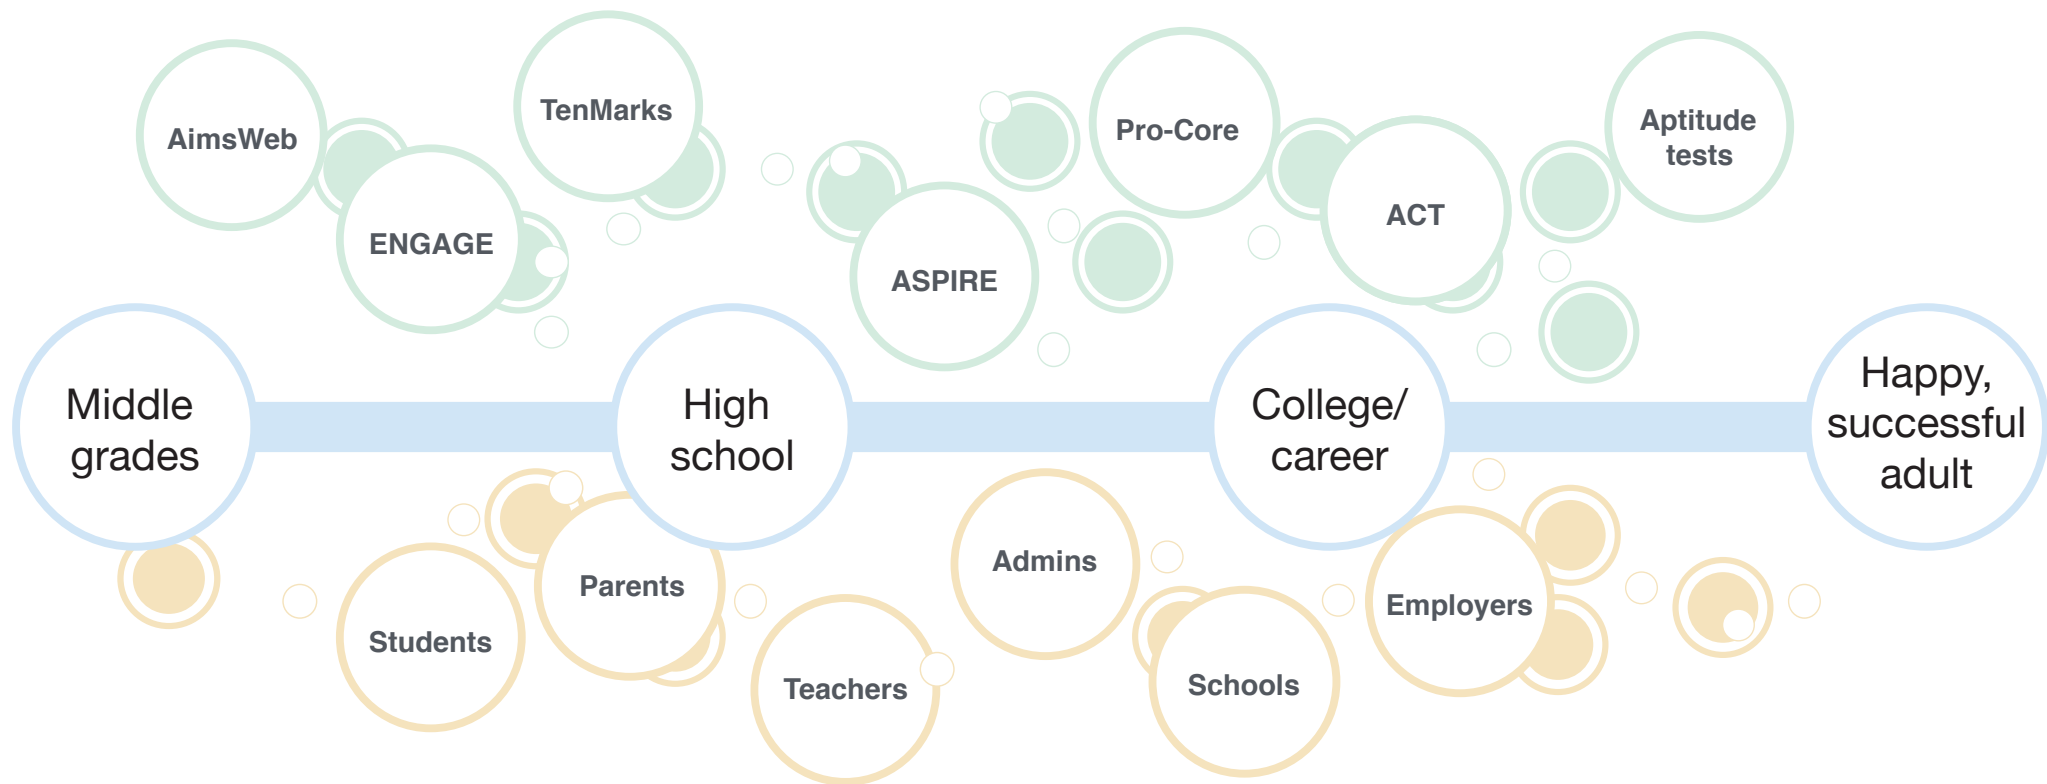 AimsWeb
ENGAGE
TenMarks
ASPIRE
Pro-Core
ACT
Aptitude
tests
Middle
grades
High
school
College/
career
Happy,
successful
adult
Students
Parents
Teachers
Admins
Schools
Employers